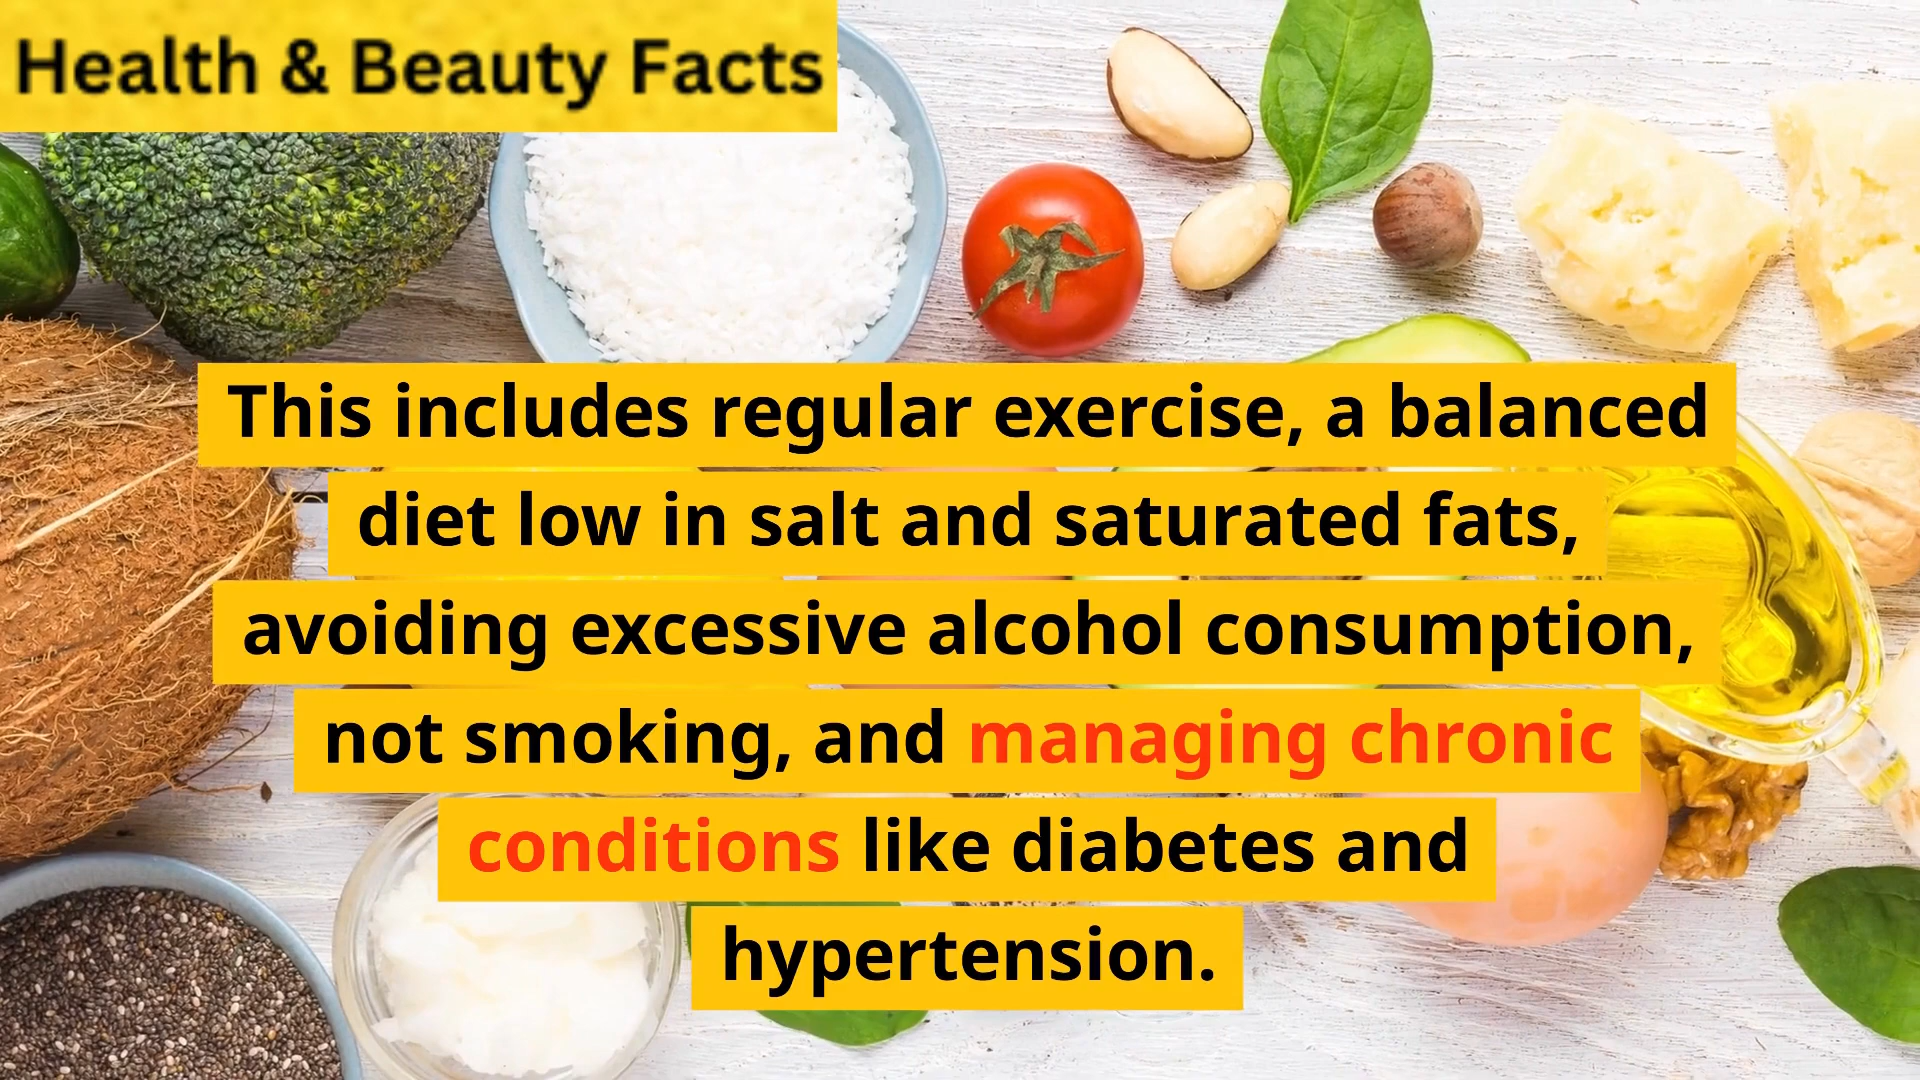 Health & Beauty Facts
This includes regular exercise, a balanced
diet low in salt and saturated fats,
avoiding excessive alcohol consumption,
not smoking, and managing chronic
conditions like diabetes and
hypertension.